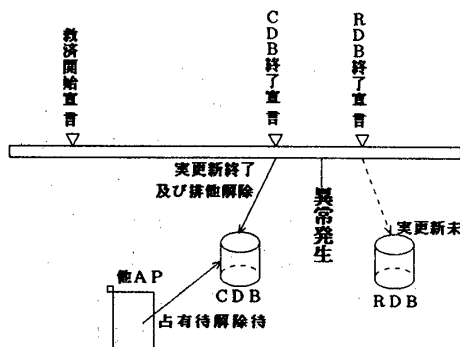 救済開始宣言
CDB終了宣言
RDB終了宣言
実更新終了
及び排他解除
異常発生
実更新未
他AP
CDB
RDB
占有待解除待